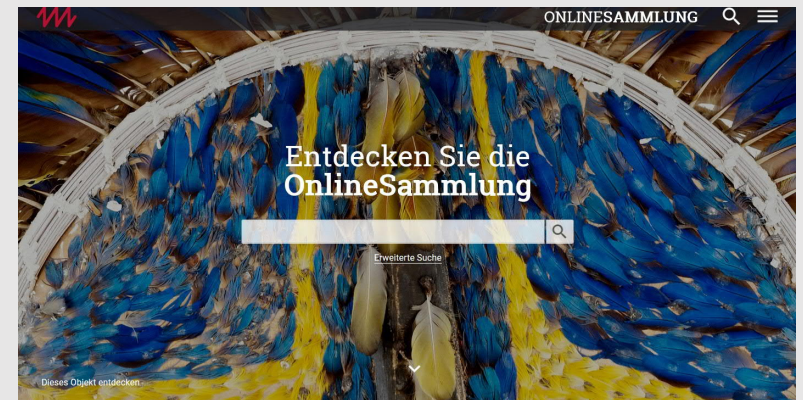 ONLINESAMMLUNG
Entdecken Sie die
OnlineSammlung
Erweiterte Suche
Dieses Objekt entdecken